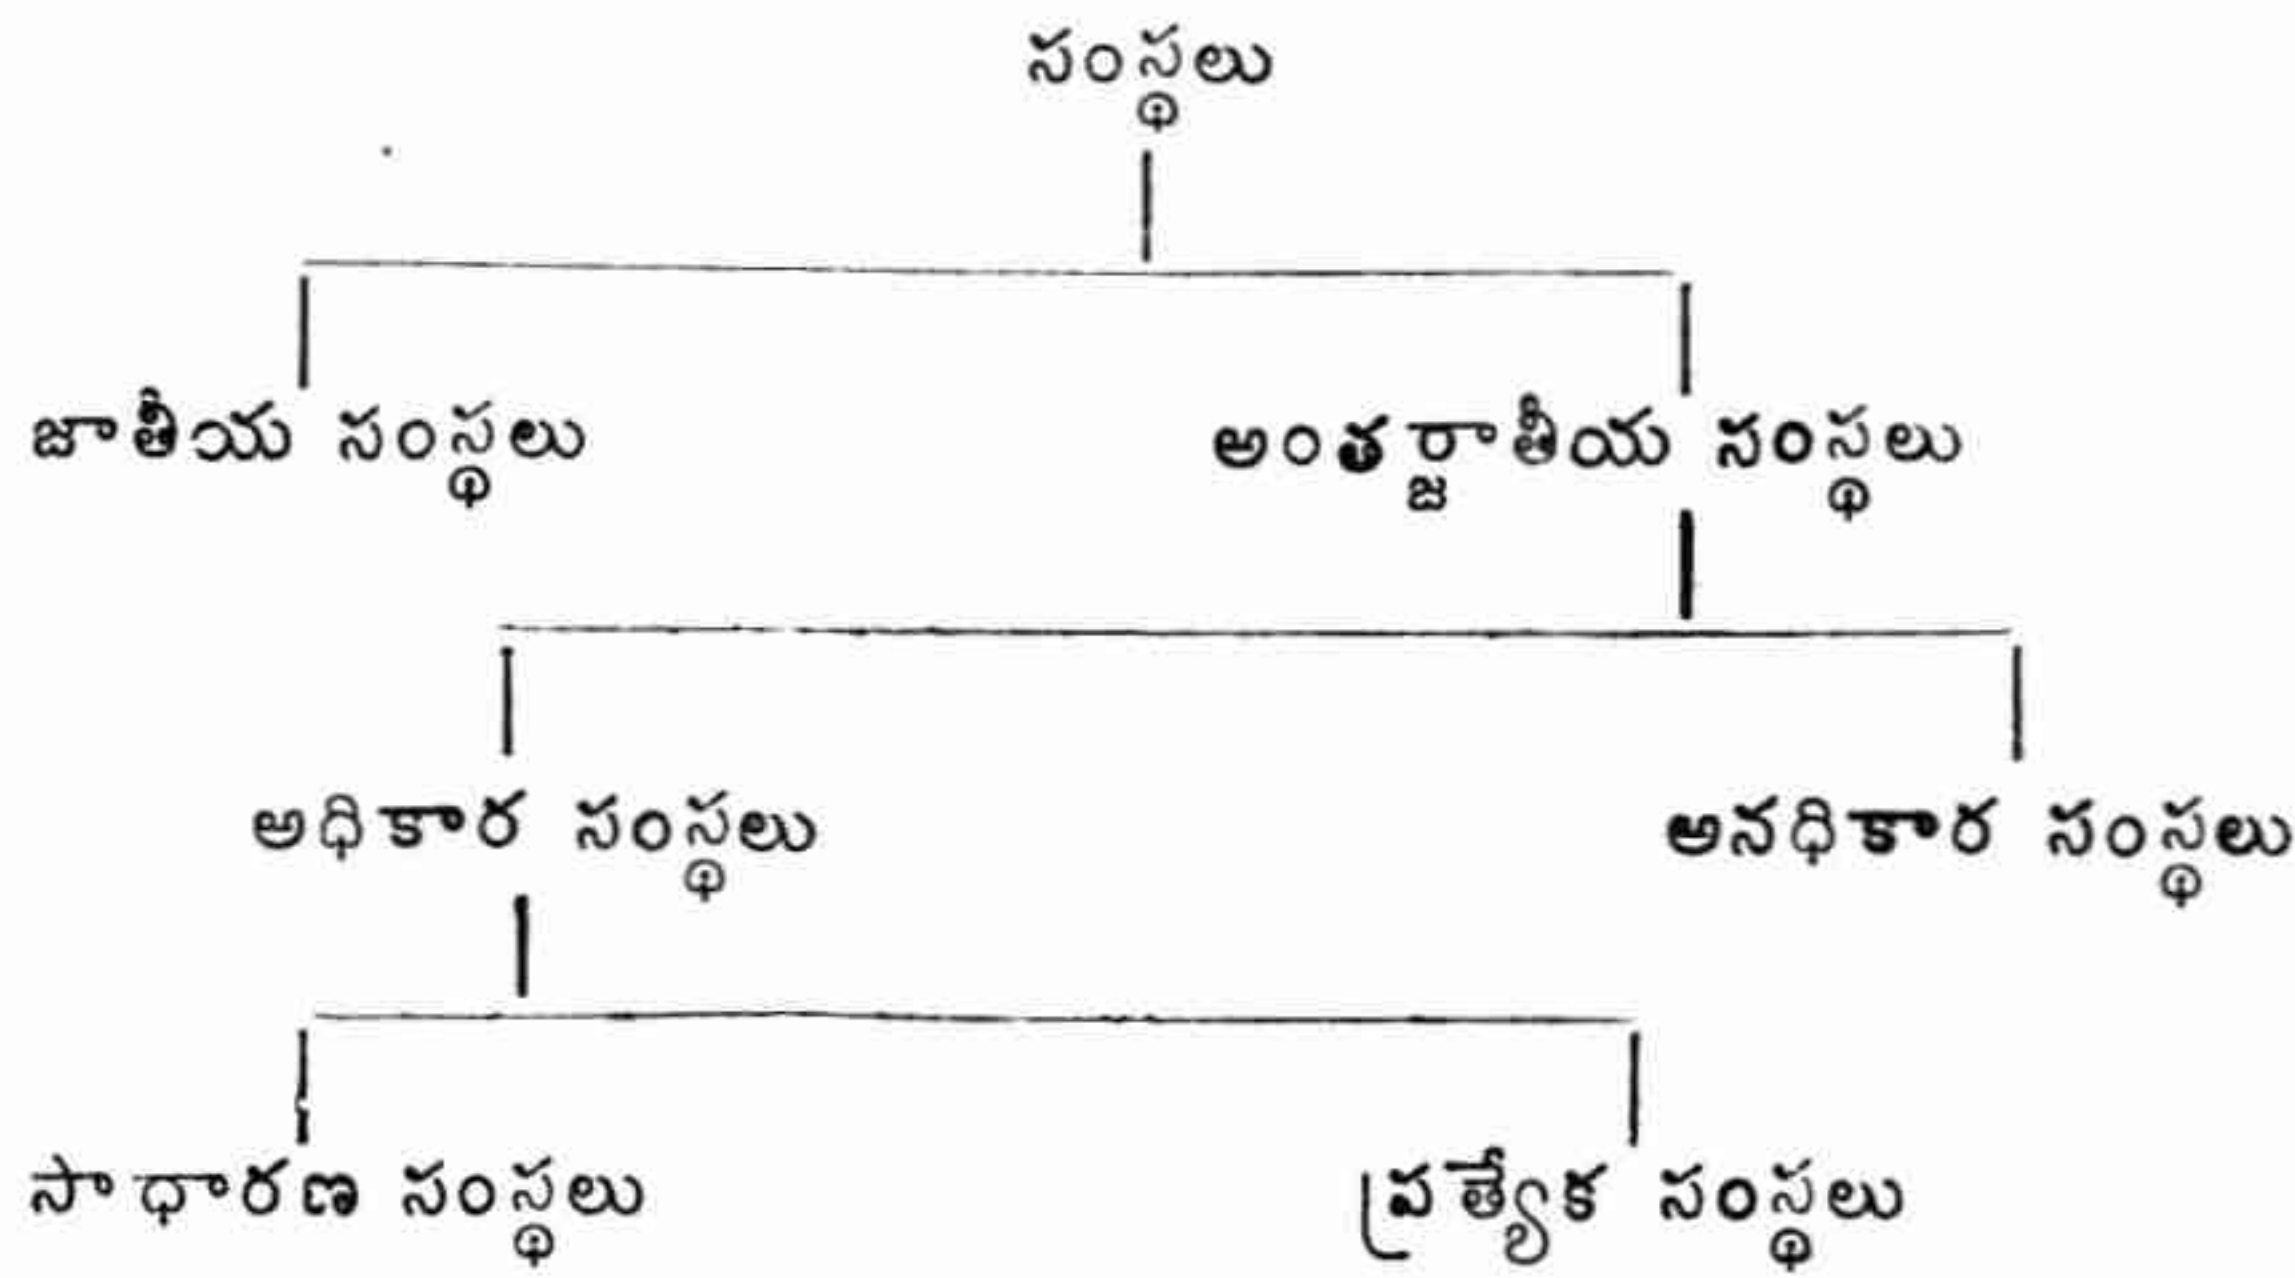 సంస్థలు
జాతీయ సంస్థలు అంతర్జాతీయ సంస్థలు
అధికార సంస్థలు అనధికార సంస్థలు
సాధారణ సంస్థలు ప్రత్యేక సంస్థలు